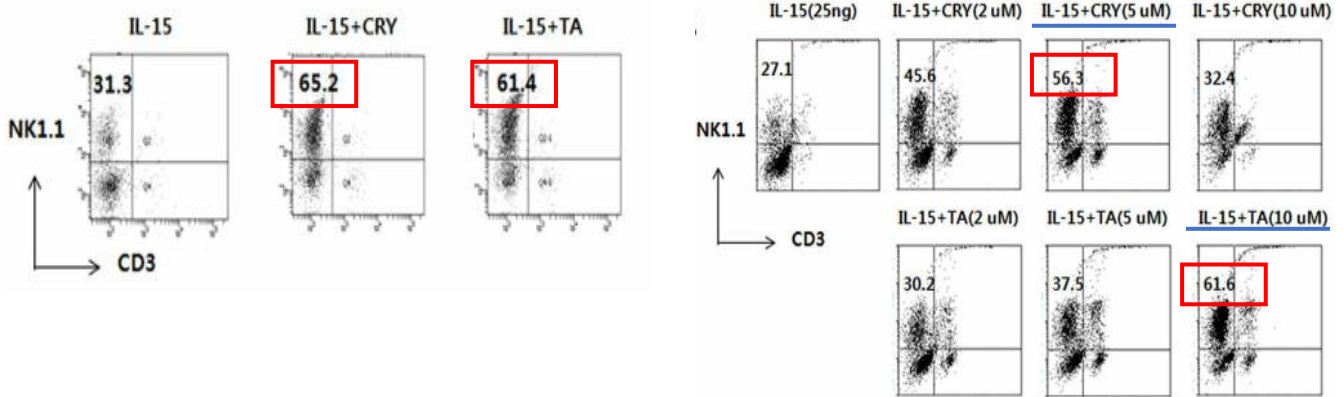 IL-15 IL-15+CRY IL-15+TA
31.3 65.2 61.4
NK1.1
CD3
IL-15(25ng) IL-15+CRY(2 uM) IL-15+CRY(5 uM) IL-15+CRY(10 uM)
27.1 45.6 56.3 32.4
NK1.1
IL-15+TA(2 uM) IL-15+TA(5 uM) IL-15+TA(10 uM)
CD3
30.2 37.5 61.6